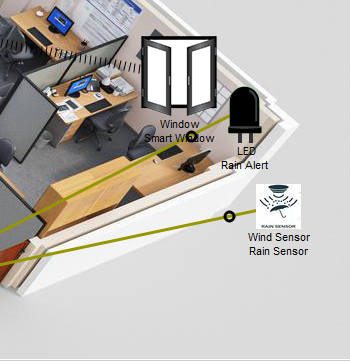 Window
Smart Window
LED
Rain Alert
RAIN SENSOR
Wind Sensor
Rain Sensor